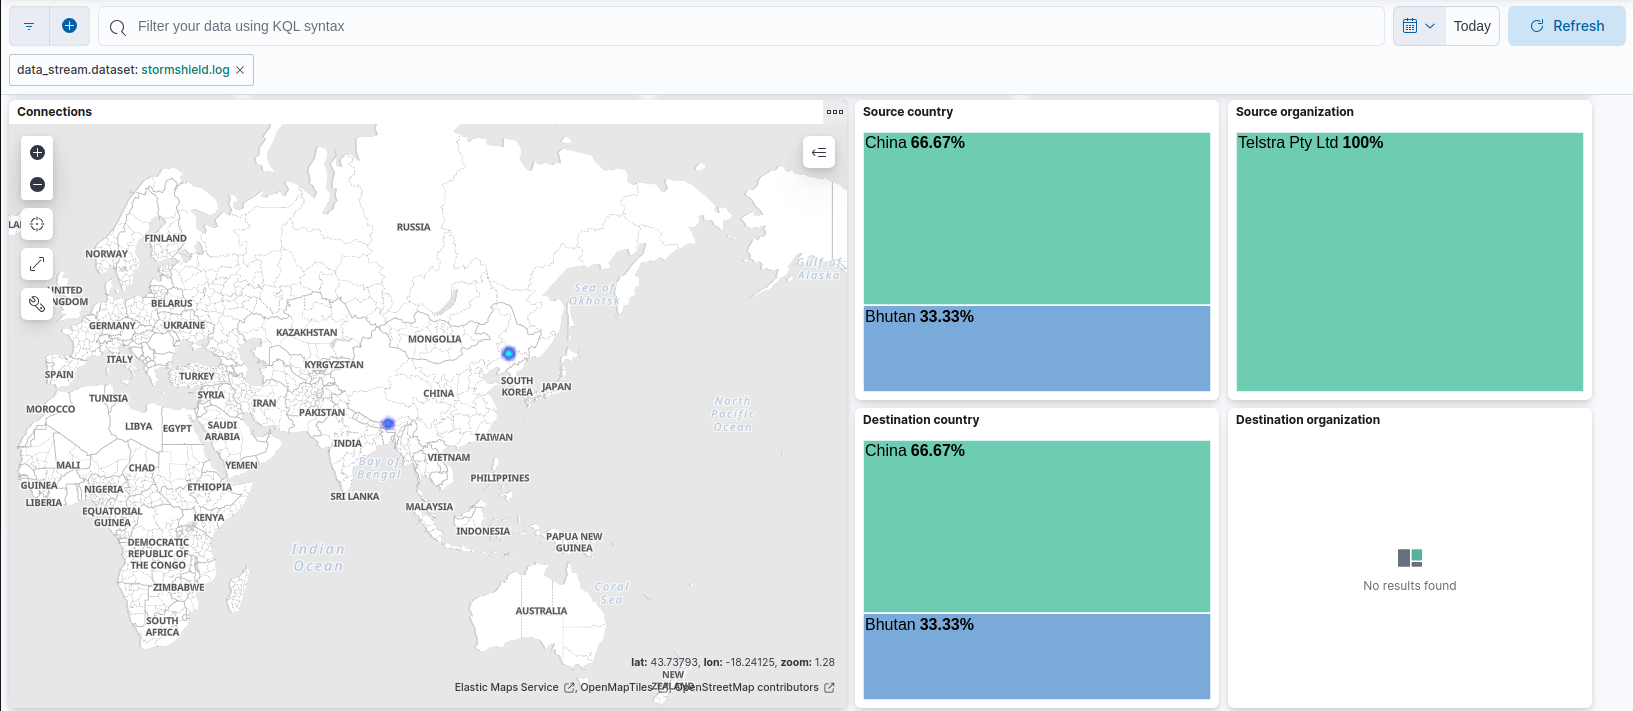 Filter your data using KQL syntax
Today
Refresh
data_stream.dataset: stormshield.log
Connections
RUSSIA
FINLAND
NORWAY
Gulf of
Alaska
Sea of
Okhotsk
UNITED
KINGDOM
BELARUS
GERMANY
UKRAINE
KAZAKHSTAN
MONGOLIA
ITALY
KYRGYZSTAN
SPAIN
TURKEY
SOUTH
KOREA
JAPAN
TUNISIA
SYRIA
CHINA
IRAN
MOROCCO
PAKISTAN
North
Pacific
Ocean
LIBYA
EGYPT
SAUDI
ARABIA
INDIA
TAIWAN
MALI
CHAD
YEMEN
Bay of
Bengal
VIETNAM
GUINEA
NIGERIA
ETHIOPIA
PHILIPPINES
LIBERIA
SRI LANKA
EQUATORIAL
GUINEA
KENYA
MALAYSIA
INDONESIA
PAPUA NEW
GUINEA
DEMOCRATIC
REPUBLIC OF
THE CONGO
Indian
Ocean
ZIMBABWE
Coral
Sea
AUSTRALIA
SOUTH
AFRICA
lat: 43.73793, lon: -18.24125, zoom: 1.28
NEW
ZEALAND
Elastic Maps Service , OpenMapTiles , OpenStreetMap contributors
Source country
China 66.67%
Bhutan 33.33%
Source organization
Telstra Pty Ltd 100%
Destination country
China 66.67%
Bhutan 33.33%
Destination organization
No results found